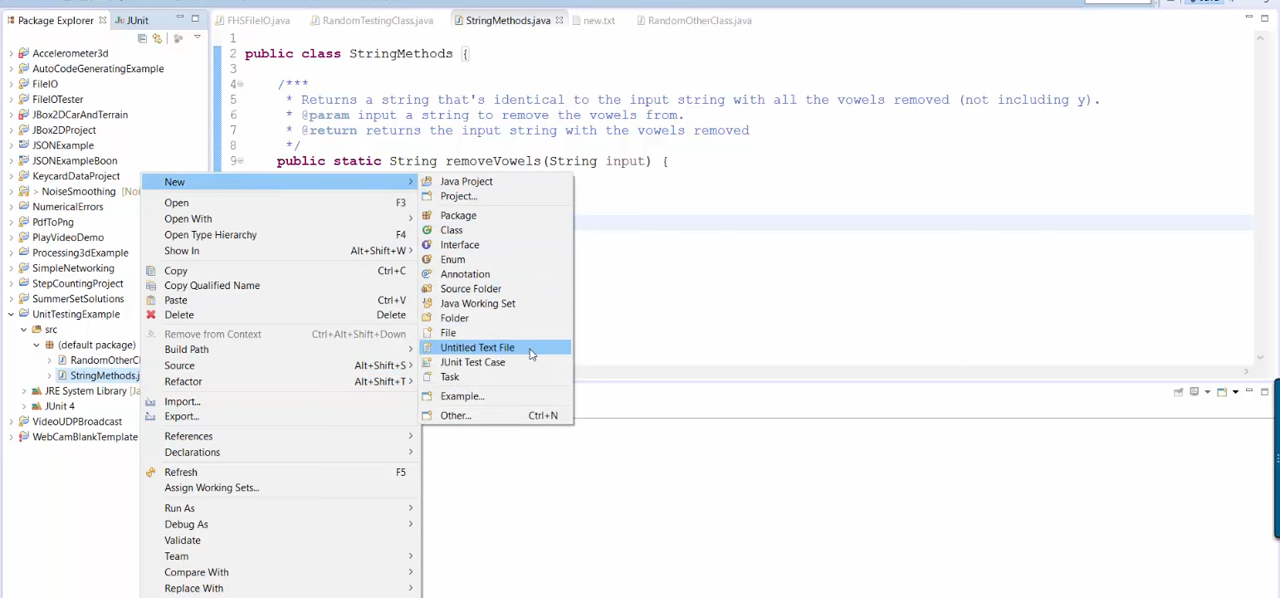 Package Explorer
JUnit
FHSFileIO.java
RandomTestingClass.java
StringMethods.java
new.txt
RandomOtherClass.java
Accelerometer3d
AutoCodeGeneratingExample
FileIO
FileIOTester
JBox2DCarAndTerrain
JBox2DProject
JSONExample
JSONExampleBoon
KeycardDataProject
> NoiseSmoothing
NumericalErrors
PdfToPng
PlayVideoDemo
Processing3dExample
SimpleNetworking
StepCountingProject
SummerSetSolutions
UnitTestingExample
src
(default package)
RandomOtherCl
StringMethods.j
JRE System Library
JUnit 4
VideoUDPBroadcast
WebCamBlankTemplate
1
2 public class StringMethods {
3
4 /***
5 * Returns a string that's identical to the input string with all the vowels removed (not including y).
6 * @param input a string to remove the vowels from.
7 * @return returns the input string with the vowels removed
8 */
9 public static String removeVowels(String input) {
New
Open F3
Open With
Open Type Hierarchy F4
Show In Alt+Shift+W
Copy Ctrl+C
Copy Qualified Name
Paste Ctrl+V
Delete Delete
Remove from Context Ctrl+Alt+Shift+Down
Build Path
Source Alt+Shift+S
Refactor Alt+Shift+T
Import...
Export...
References
Declarations
Refresh F5
Assign Working Sets...
Run As
Debug As
Validate
Team
Compare With
Replace With
Java Project
Project...
Package
Class
Interface
Enum
Annotation
Source Folder
Java Working Set
Folder
File
Untitled Text File
JUnit Test Case
Task
Example...
Other... Ctrl+N